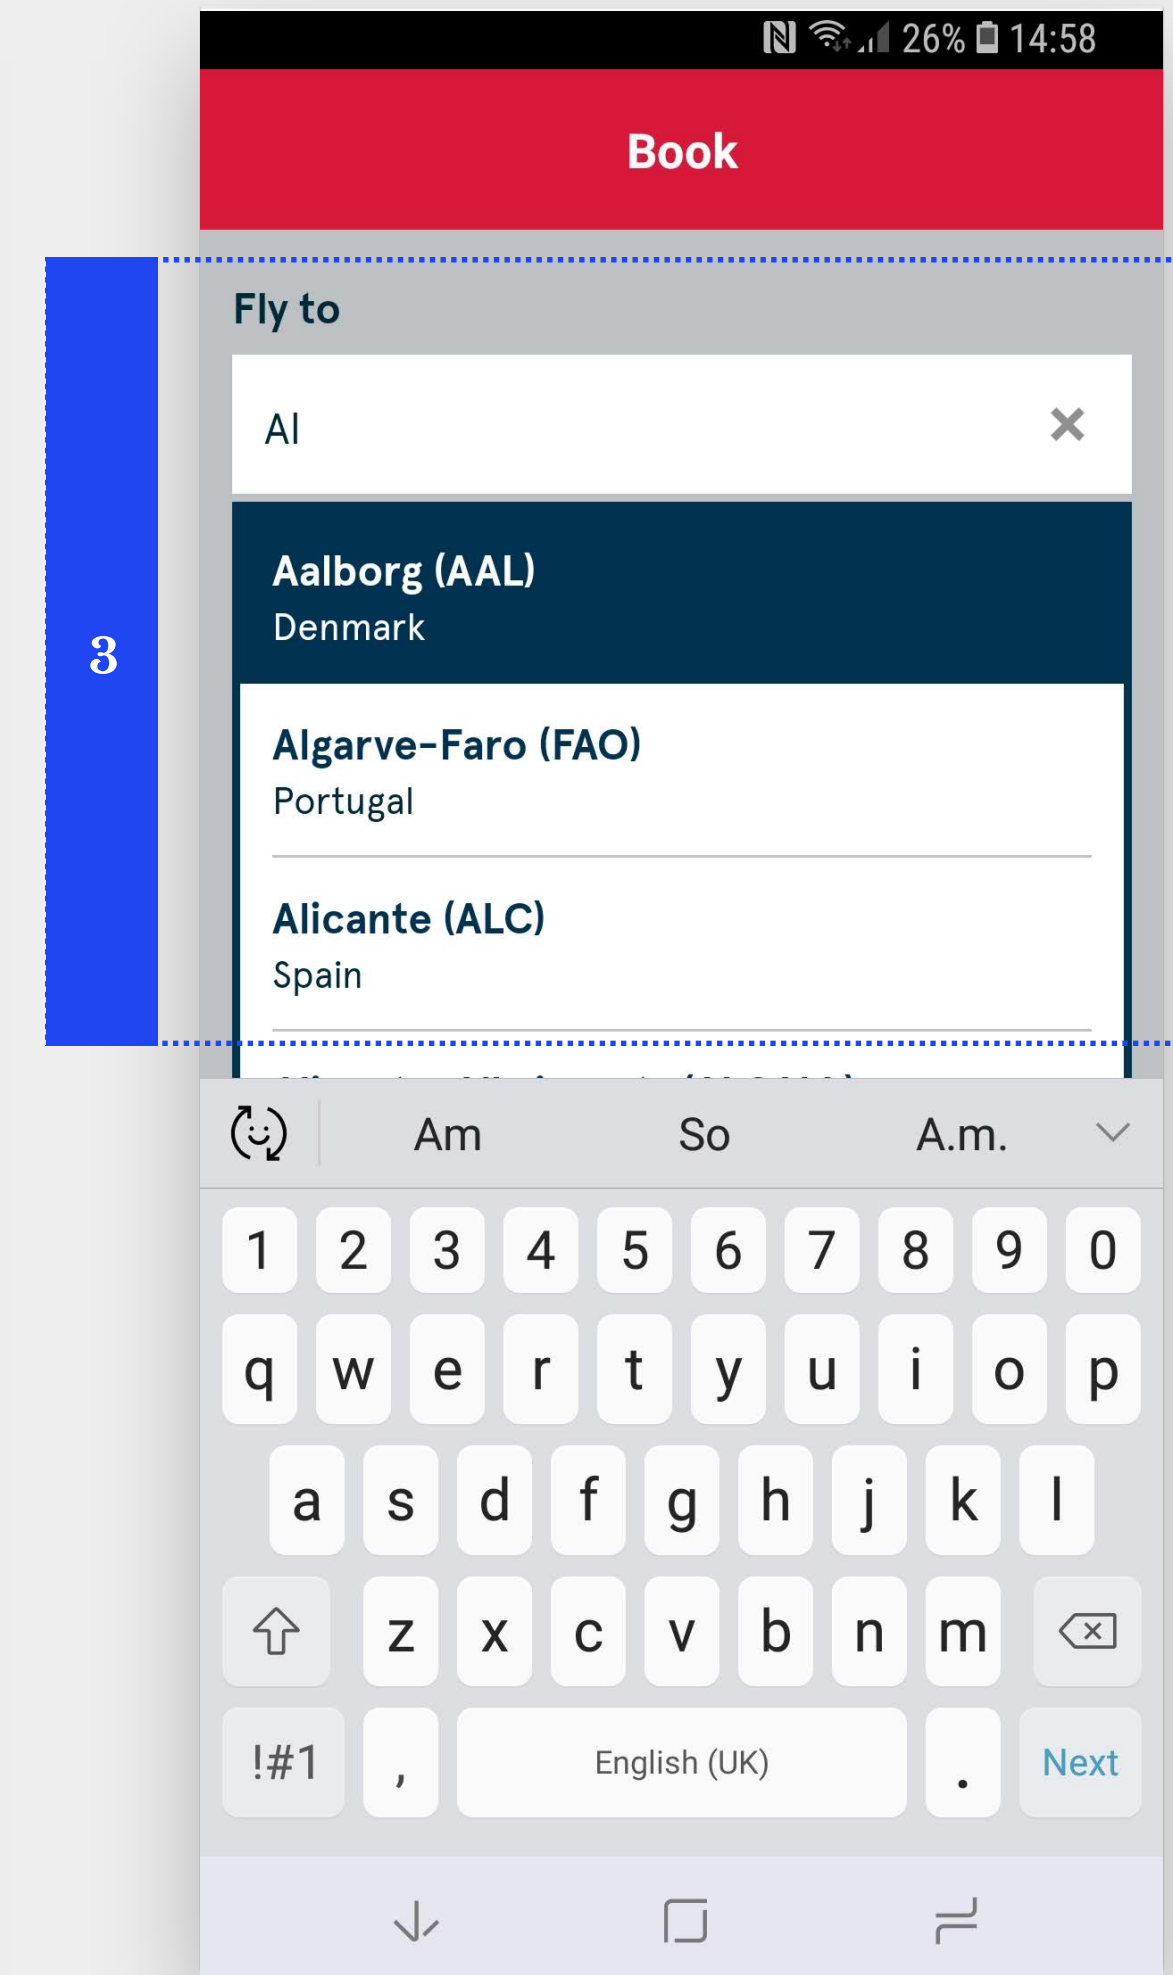 26% 14:58
Book
Fly to
Al
3
Aalborg (AAL)
Denmark
Algarve-Faro (FAO)
Portugal
Alicante (ALC)
Spain
Am So A.m.
1 2 3 4 5 6 7 8 9 0
q w e r t y u i o p
a s d f g h j k l
z x c v b n m
!#1 , English (UK) . Next